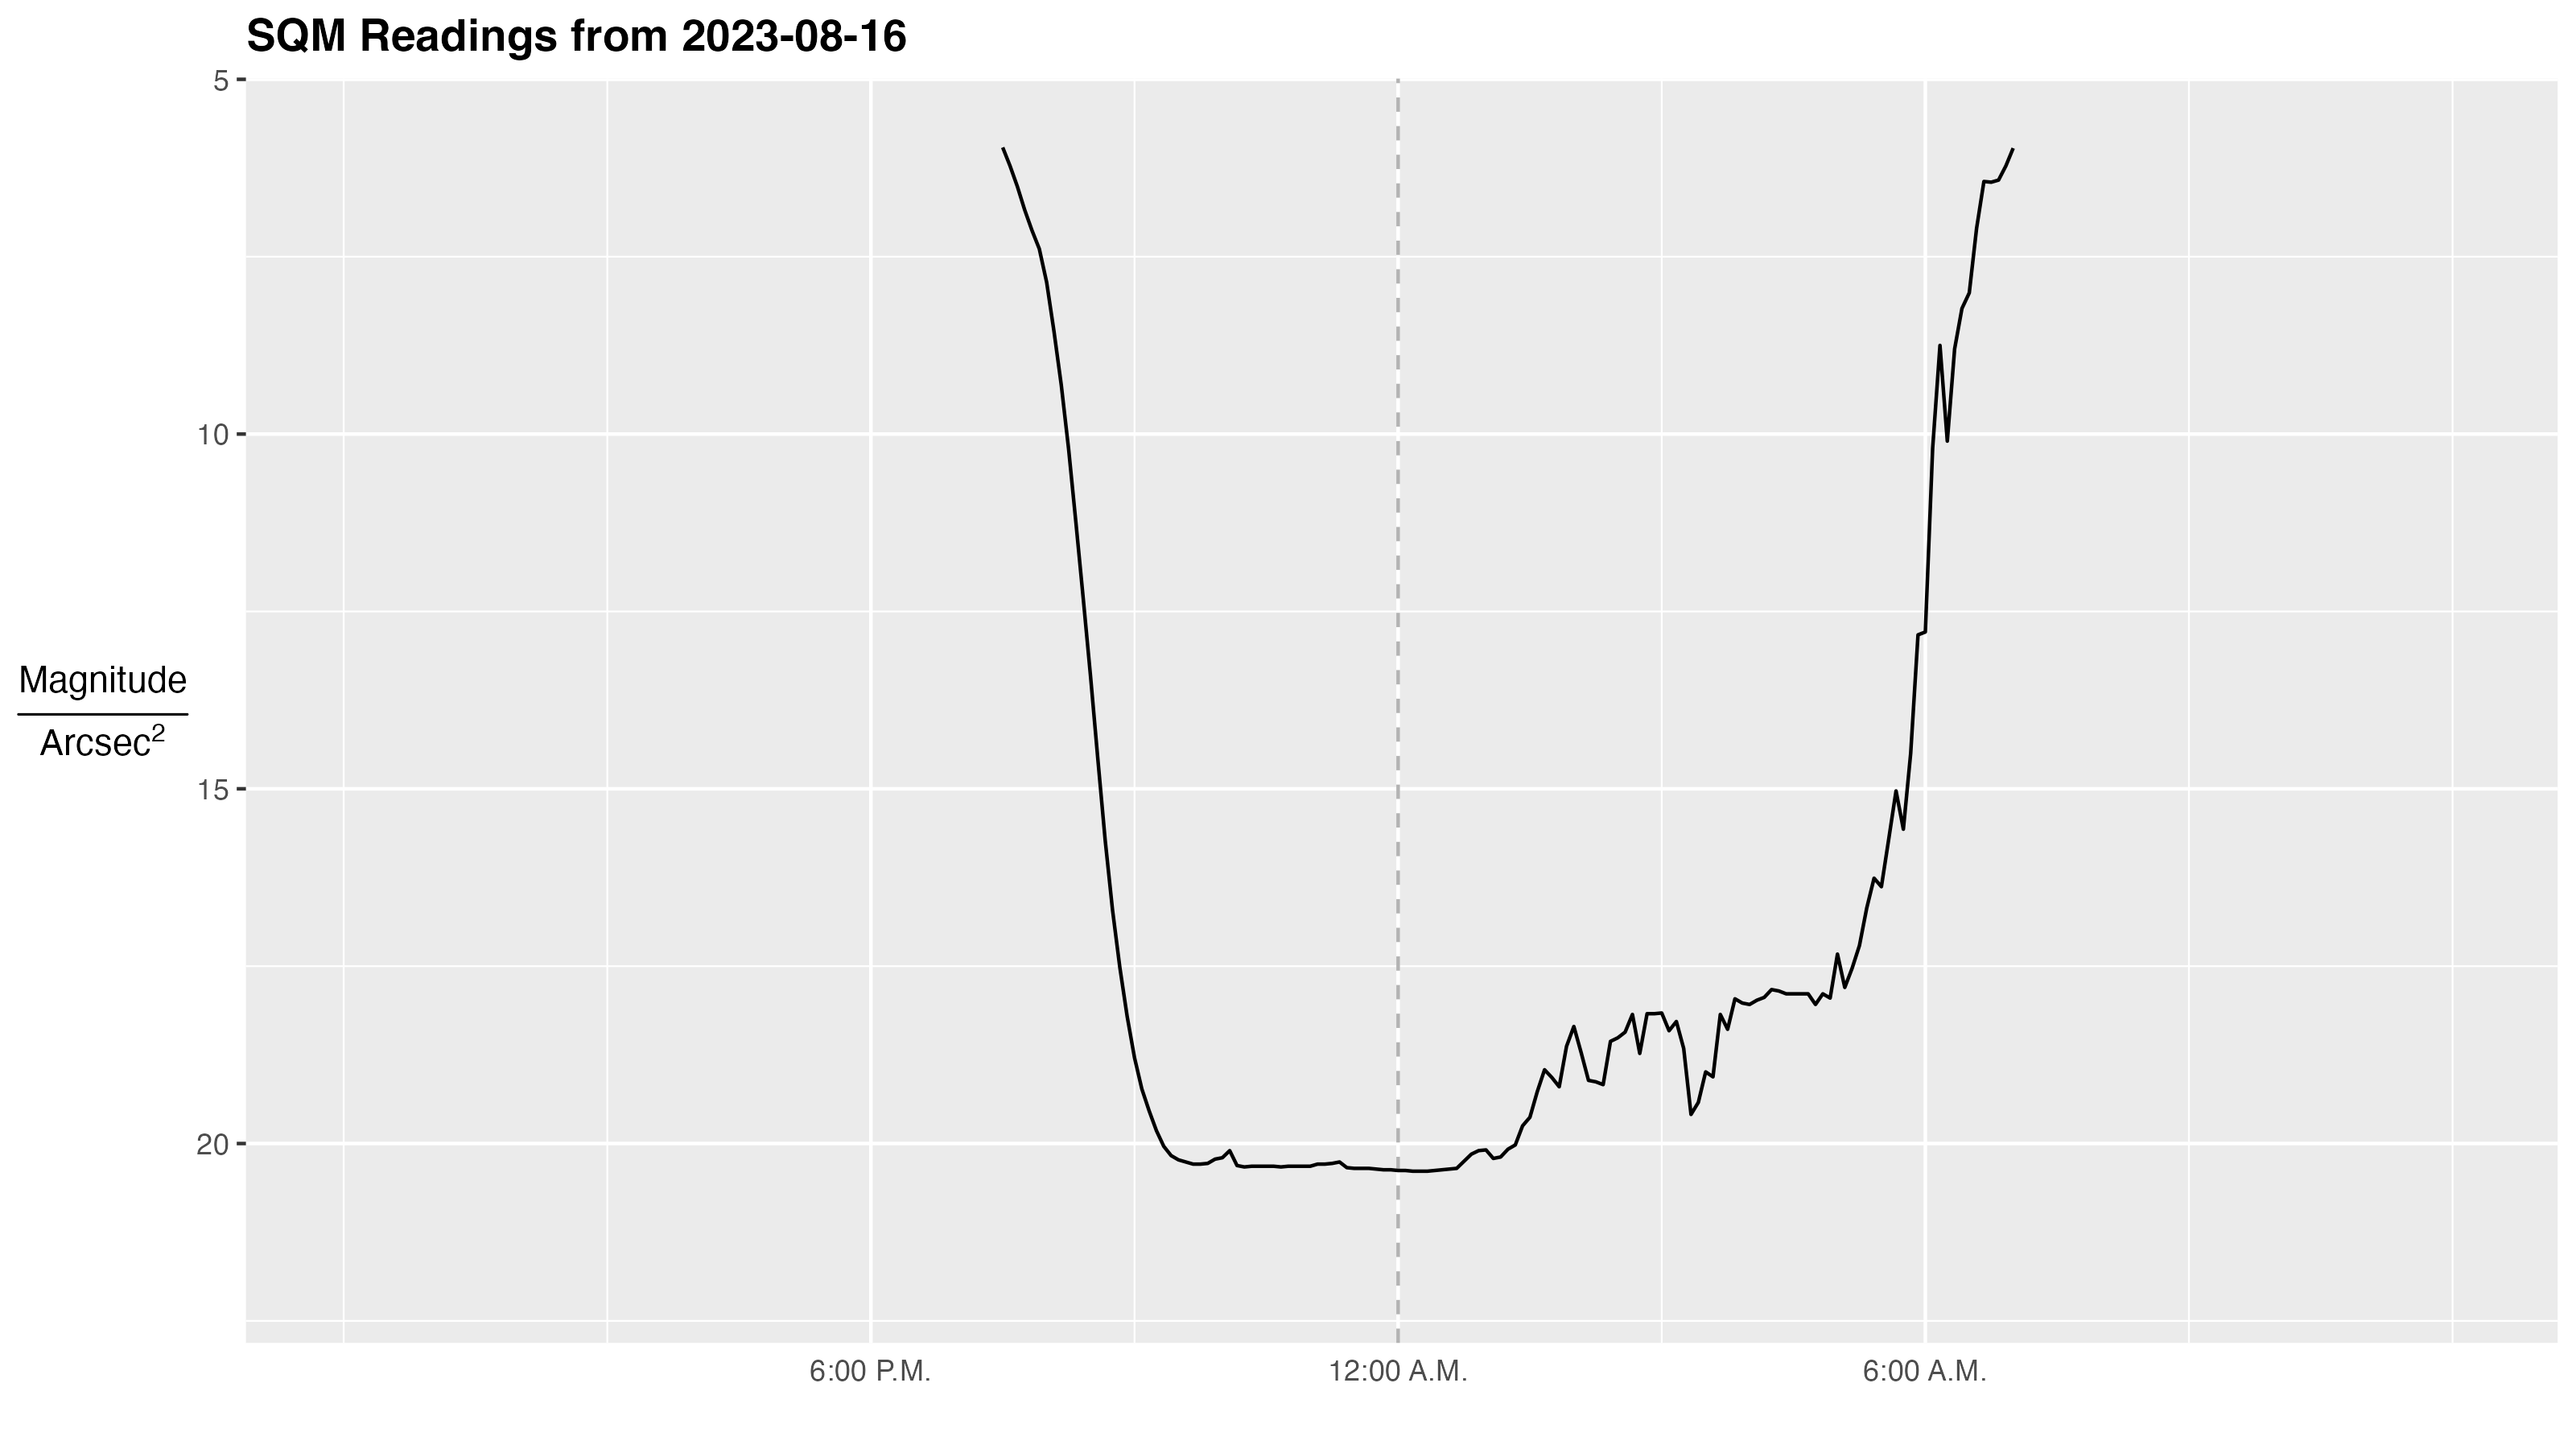 SQM Readings from 2023-08-16
5
10
15
20
Magnitude
Arcsec²
6:00 P.M.
12:00 A.M.
6:00 A.M.